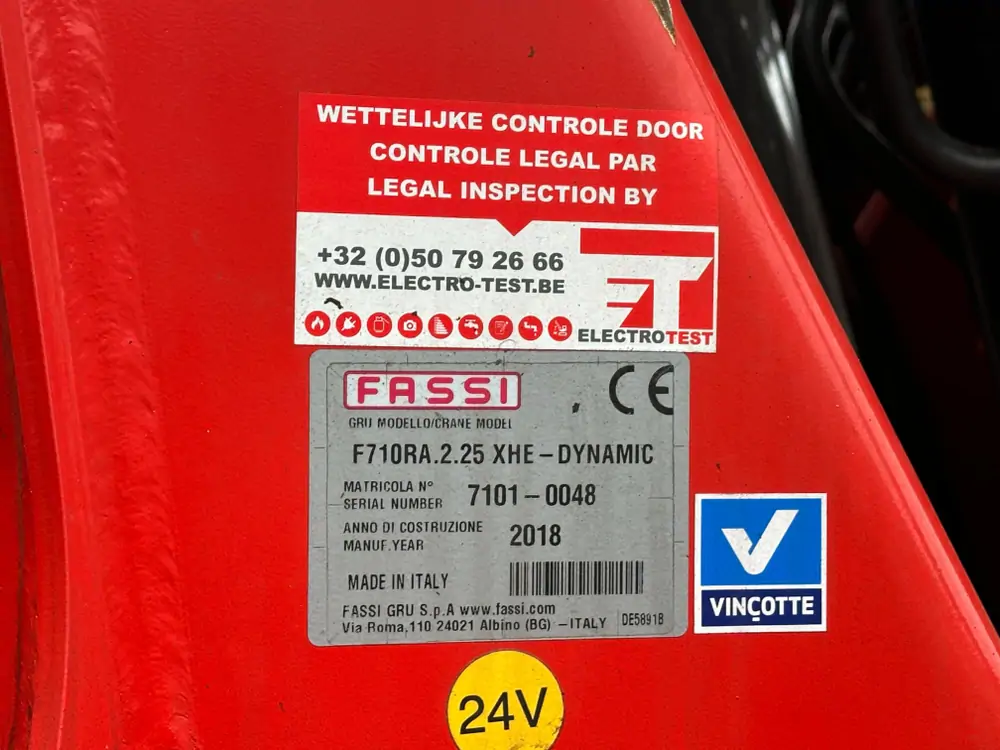 WETTELIJKE CONTROLE DOOR
CONTROLE LEGAL PAR
LEGAL INSPECTION BY
+32 (0)50 79 26 66
WWW.ELECTRO-TEST.BE
ET
ELECTROTEST
FASSI
CE
GRU MODELLO/CRANE MODEL
F710RA.2.25 XHE – DYNAMIC
MATRICOLA N°
SERIAL NUMBER
7101 – 0048
ANNO DI COSTRUZIONE
MANUF.YEAR
2018
MADE IN ITALY
FASSI GRU S.p.A www.fassi.com
Via Roma,110 24021 Albino (BG) – ITALY
DE5891B
VINÇOTTE
24V